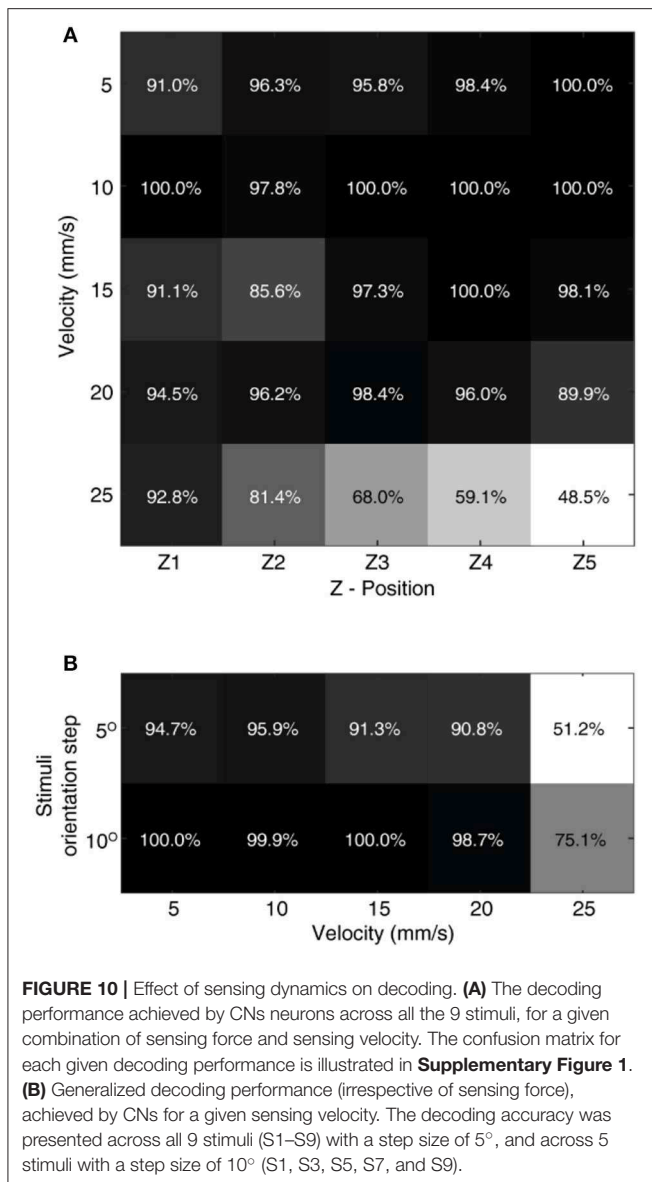 A
Velocity (mm/s)
5 91.0% 96.3% 95.8% 98.4% 100.0%
10 100.0% 97.8% 100.0% 100.0% 100.0%
15 91.1% 85.6% 97.3% 100.0% 98.1%
20 94.5% 96.2% 98.4% 96.0% 89.9%
25 92.8% 81.4% 68.0% 59.1% 48.5%
Z1 Z2 Z3 Z4 Z5
Z - Position
B
Stimuli
orientation step
5° 94.7% 95.9% 91.3% 90.8% 51.2%
10° 100.0% 99.9% 100.0% 98.7% 75.1%
5 10 15 20 25
Velocity (mm/s)
FIGURE 10 | Effect of sensing dynamics on decoding. (A) The decoding
performance achieved by CNs neurons across all the 9 stimuli, for a given
combination of sensing force and sensing velocity. The confusion matrix for
each given decoding performance is illustrated in Supplementary Figure 1.
(B) Generalized decoding performance (irrespective of sensing force),
achieved by CNs for a given sensing velocity. The decoding accuracy was
presented across all 9 stimuli (S1–S9) with a step size of 5°, and across 5
stimuli with a step size of 10° (S1, S3, S5, S7, and S9).